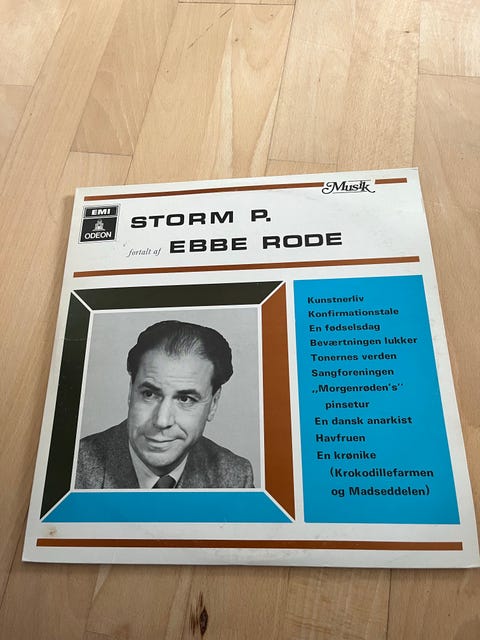 Musik
EMI
ODEON
STORM P.
fortalt af EBBE RODE
Kunstnerliv
Konfirmationstale
En fødselsdag
Beværtningen lukker
Tonernes verden
Sangforeningen
„Morgenrøden's”
pinsetur
En dansk anarkist
Havfruen
En krønike
(Krokodillefarmen
og Madseddelen)